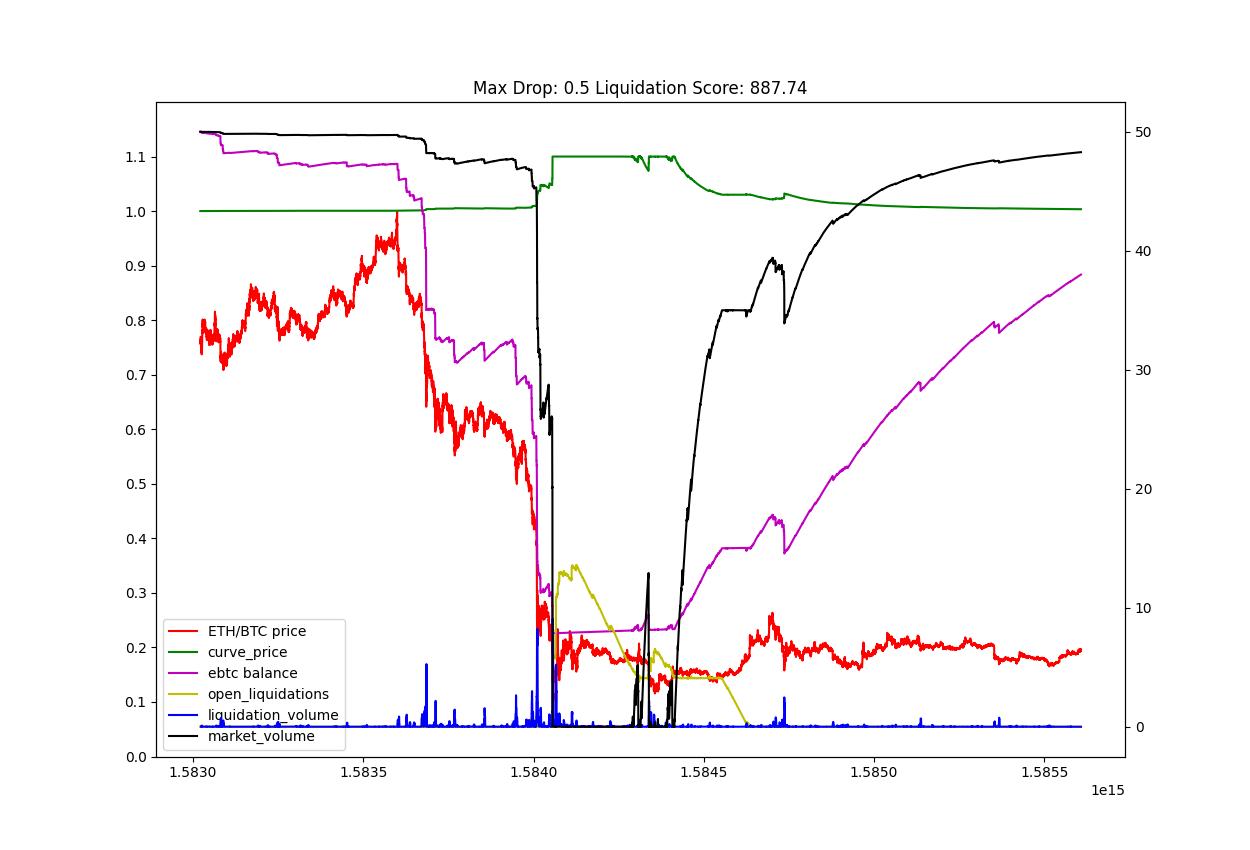 Max Drop: 0.5 Liquidation Score: 887.74
1.1
1.0
0.9
0.8
0.7
0.6
0.5
0.4
0.3
0.2
0.1
0.0
50
40
30
20
10
0
ETH/BTC price
curve_price
ebtc balance
open_liquidations
liquidation_volume
market_volume
1.5830 1.5835 1.5840 1.5845 1.5850 1.5855
1e15